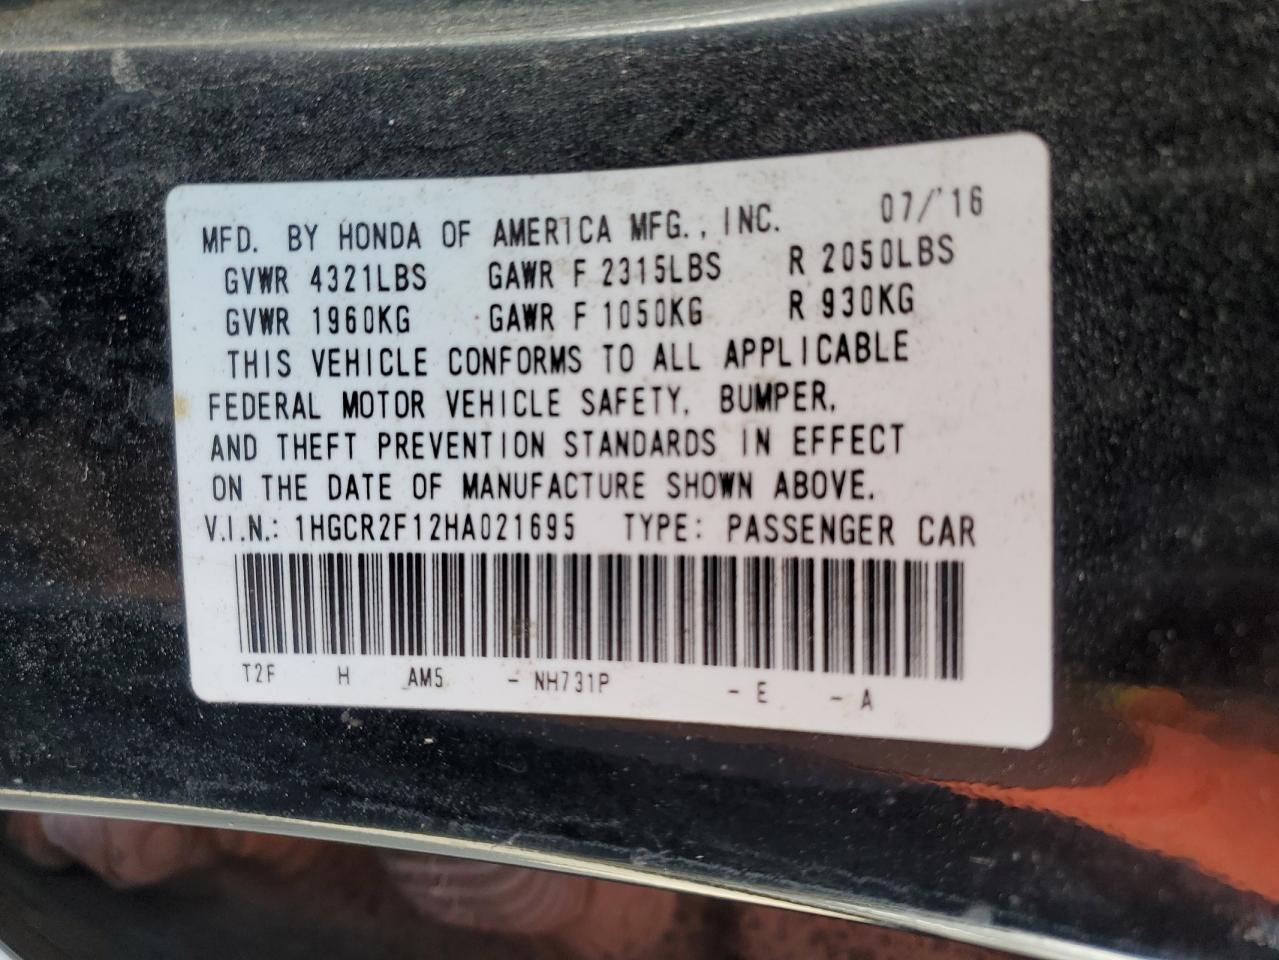 MFD. BY HONDA OF AMERICA MFG., INC. 07/'16
GVWR 4321LBS GAWR F 2315LBS R 2050LBS
GVWR 1960KG GAWR F 1050KG R 930KG
THIS VEHICLE CONFORMS TO ALL APPLICABLE
FEDERAL MOTOR VEHICLE SAFETY, BUMPER,
AND THEFT PREVENTION STANDARDS IN EFFECT
ON THE DATE OF MANUFACTURE SHOWN ABOVE.
V.I.N.: 1HGCR2F12HA021695 TYPE: PASSENGER CAR
T2F H AM5 - NH731P - E - A